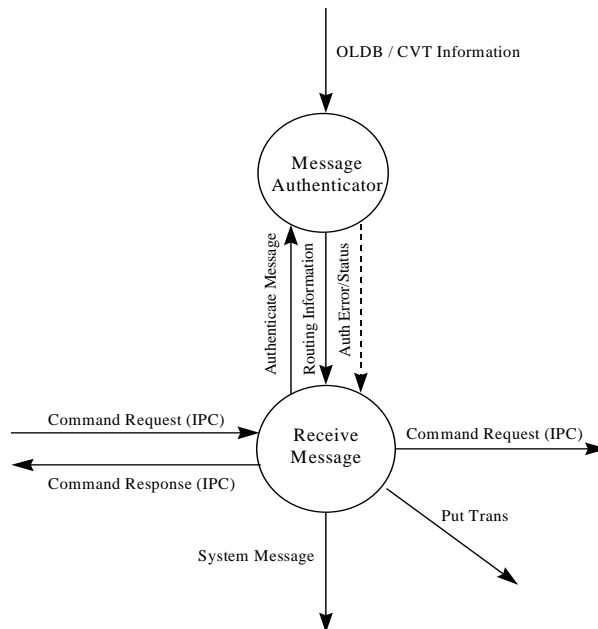 OLDB / CVT Information
Message
Authenticator
Authenticate Message
Routing Information
Auth Error/Status
Command Request (IPC)
Receive
Message
Command Request (IPC)
Command Response (IPC)
Put Trans
System Message